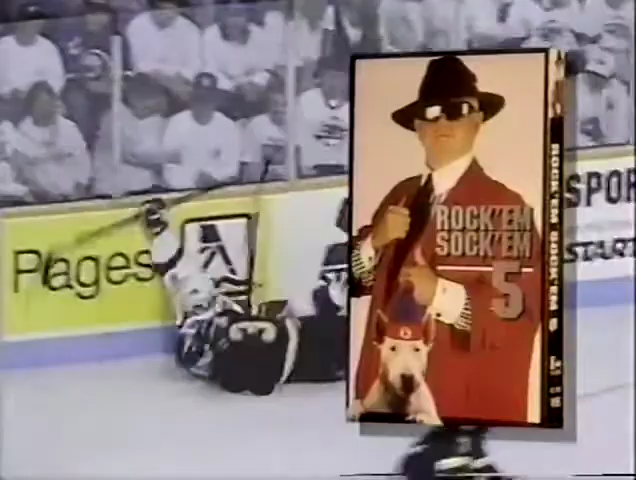 Pages
ROCK'EM
SOCK'EM
5
ROCK'EM SOCK'EM 5
SPOR
START